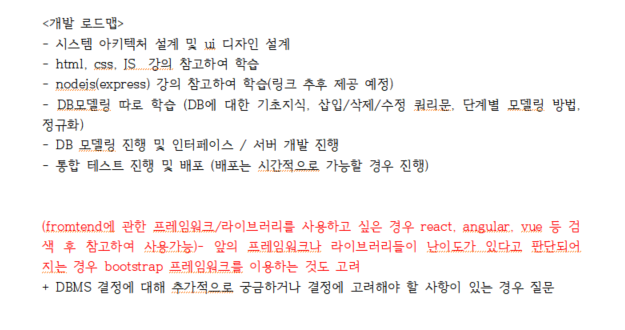 <개발 로드맵>
- 시스템 아키텍처 설계 및 ui 디자인 설계
- html, css, JS  강의 참고하여 학습
- nodejs(express) 강의 참고하여 학습(링크 추후 제공 예정)
- DB모델링 따로 학습 (DB에 대한 기초지식, 삽입/삭제/수정 쿼리문, 단계별 모델링 방법,
정규화)
- DB 모델링 진행 및 인터페이스 / 서버 개발 진행
- 통합 테스트 진행 및 배포 (배포는 시간적으로 가능할 경우 진행)
(fromtend에 관한 프레임워크/라이브러리를 사용하고 싶은 경우 react, angular, vue 등 검
색 후 참고하여 사용가능)- 앞의 프레임워크나 라이브러리들이 난이도가 있다고 판단되어
지는 경우 bootstrap 프레임워크를 이용하는 것도 고려
+ DBMS 결정에 대해 추가적으로 궁금하거나 결정에 고려해야 할 사항이 있는 경우 질문